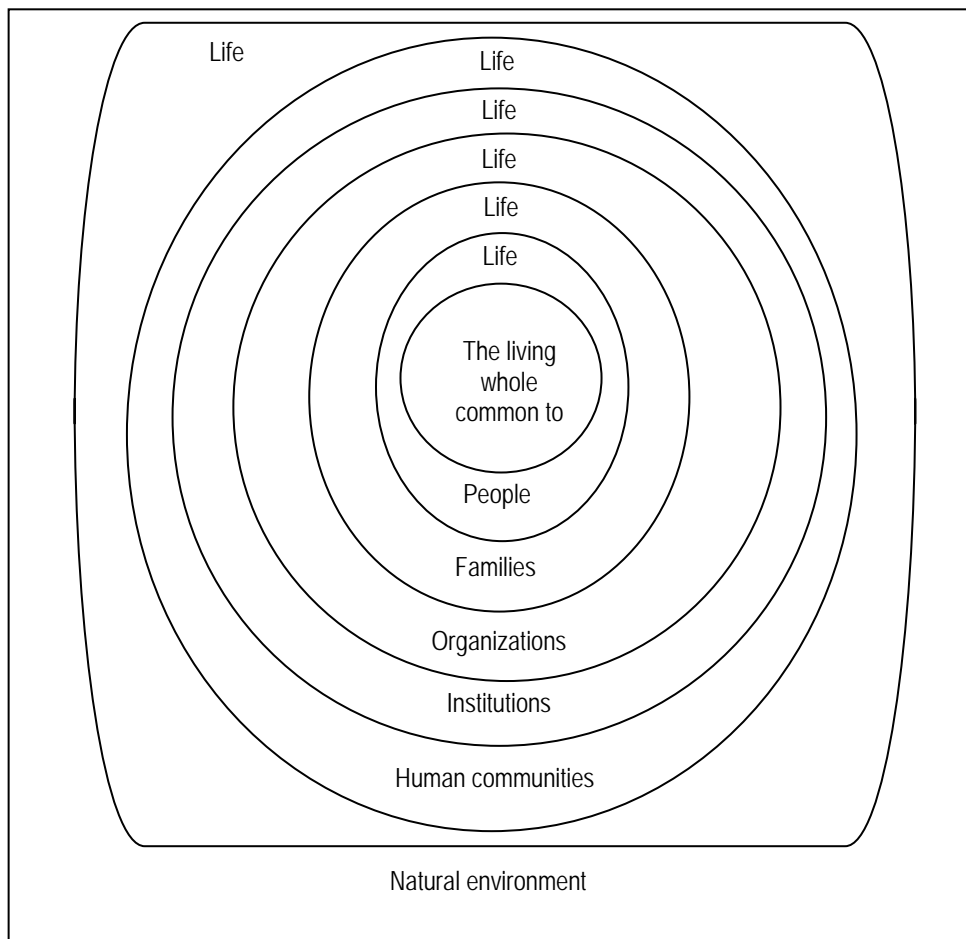 Life
Life
Life
Life
Life
Life
The living
whole
common to
People
Families
Organizations
Institutions
Human communities
Natural environment